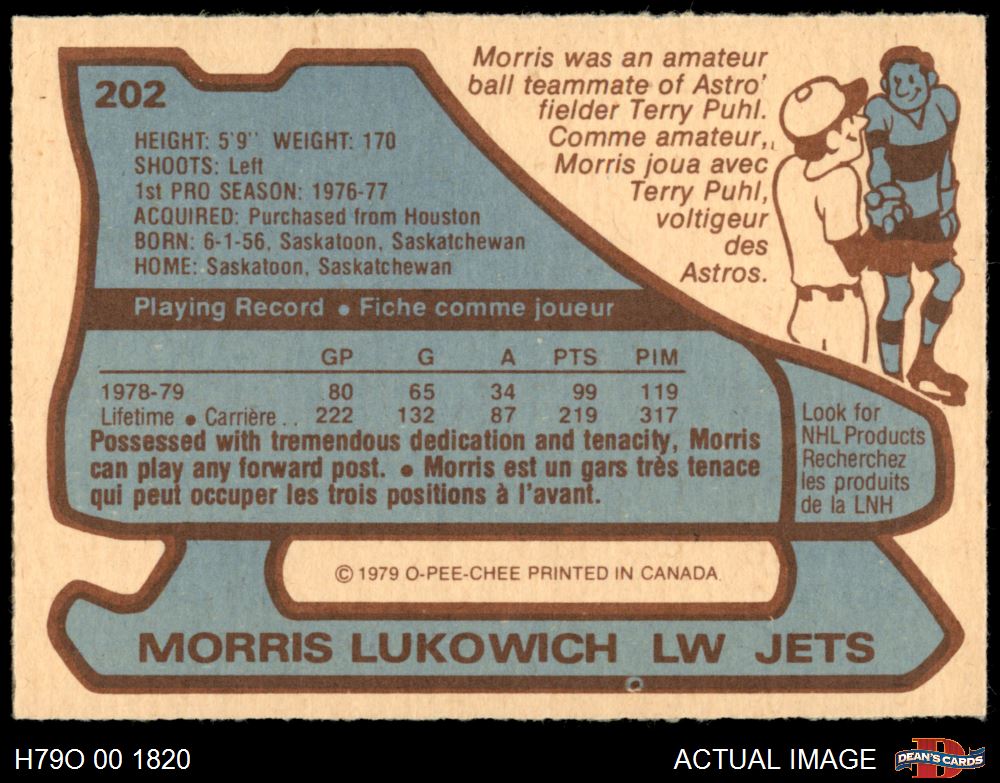 202
HEIGHT: 5'9" WEIGHT: 170
SHOOTS: Left
1st PRO SEASON: 1976-77
ACQUIRED: Purchased from Houston
BORN: 6-1-56, Saskatoon, Saskatchewan
HOME: Saskatoon, Saskatchewan
Morris was an amateur
ball teammate of Astro'
fielder Terry Puhl.
Comme amateur,
Morris joua avec
Terry Puhl,
voltigeur
des
Astros.
Playing Record • Fiche comme joueur
GP G A PTS PIM
1978-79 80 65 34 99 119
Lifetime • Carrière . . 222 132 87 219 317
Possessed with tremendous dedication and tenacity, Morris
can play any forward post. • Morris est un gars très tenace
qui peut occuper les trois positions à l'avant.
Look for
NHL Products
Recherchez
les produits
de la LNH
© 1979 O-PEE-CHEE PRINTED IN CANADA.
MORRIS LUKOWICH LW JETS
H79O 00 1820
ACTUAL IMAGE
D
DEAN'S CARDS